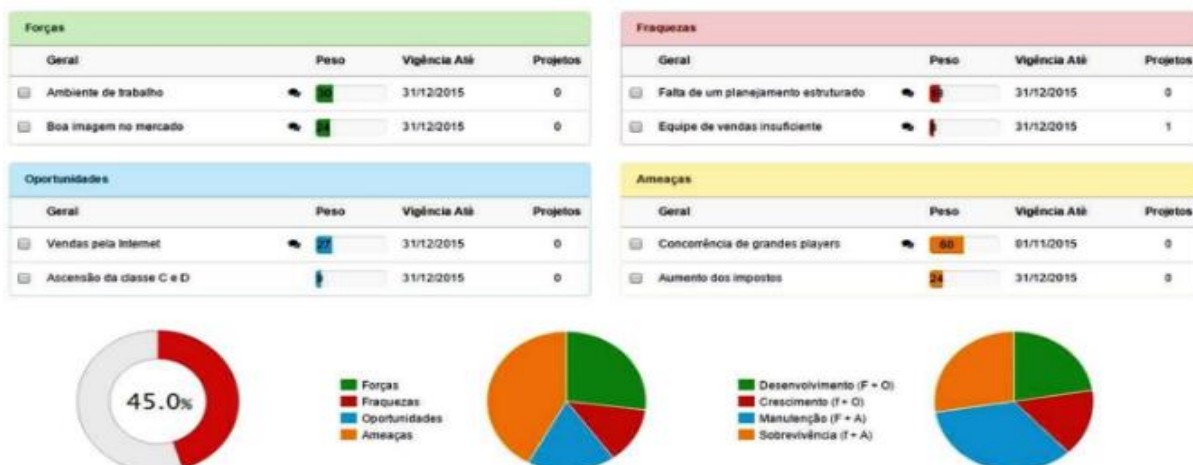 Forças
Geral Peso Vigência Até Projetos
Ambiente de trabalho 30 31/12/2015 0
Boa imagem no mercado 24 31/12/2015 0
Fraquezas
Geral Peso Vigência Até Projetos
Falta de um planejamento estruturado 31/12/2015 0
Equipe de vendas insuficiente 31/12/2015 1
Oportunidades
Geral Peso Vigência Até Projetos
Vendas pela Internet 27 31/12/2015 0
Ascensão da classe C e D 31/12/2015 0
Ameaças
Geral Peso Vigência Até Projetos
Concorrência de grandes players 60 01/11/2015 0
Aumento dos impostos 24 31/12/2015 0
45.0%
Forças
Fraquezas
Oportunidades
Ameaças
Desenvolvimento (F + O)
Crescimento (f + O)
Manutenção (F + A)
Sobrevivência (f + A)